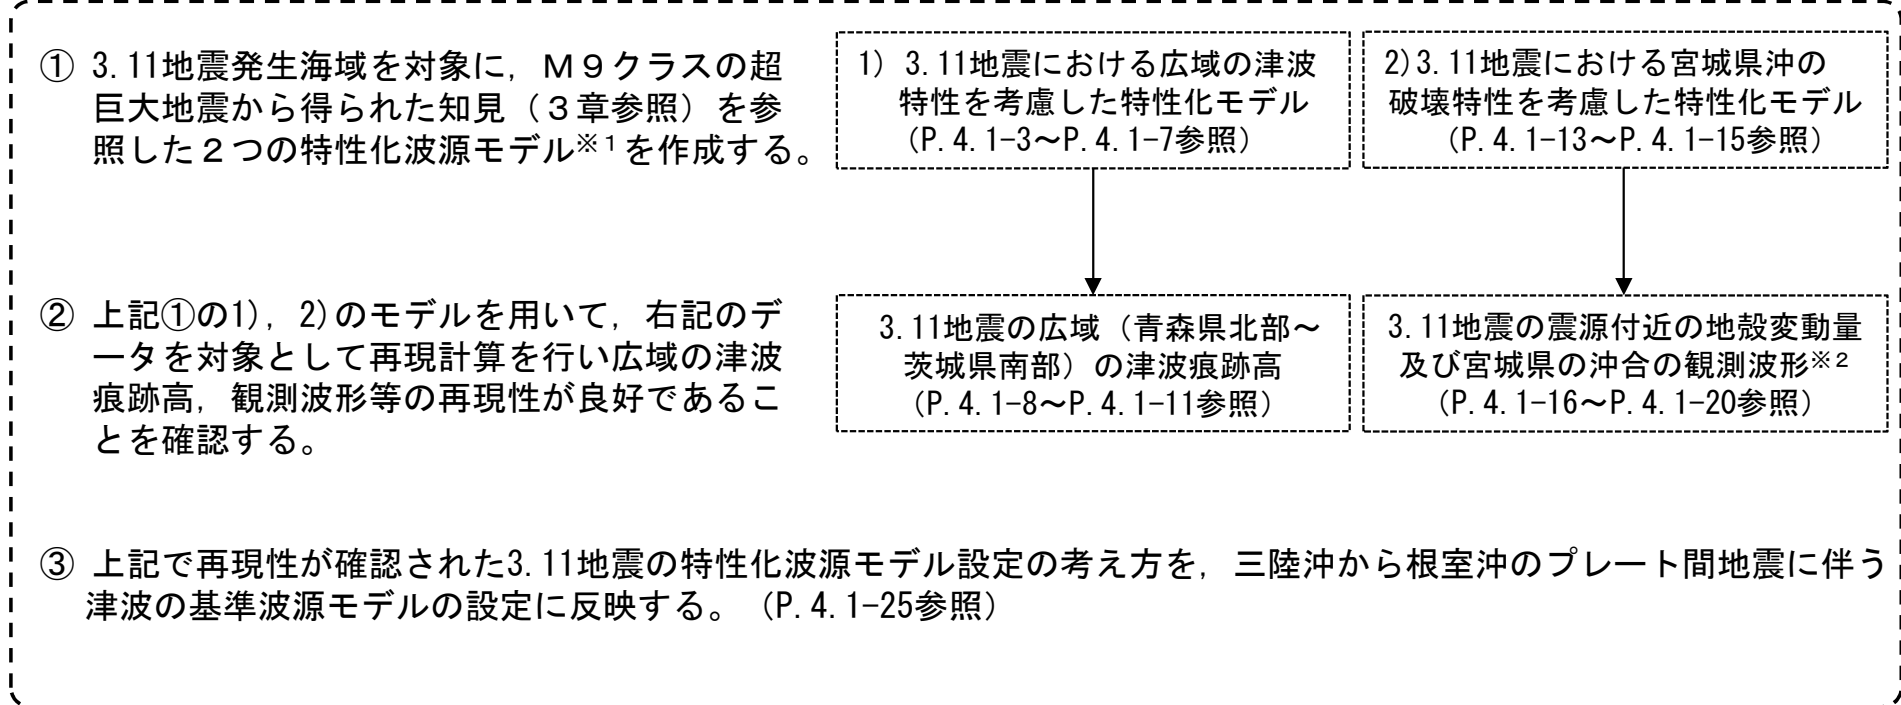 ① 3.11地震発生海域を対象に，Ｍ９クラスの超
巨大地震から得られた知見（３章参照）を参
照した２つの特性化波源モデル※１を作成する。
1) 3.11地震における広域の津波
特性を考慮した特性化モデル
（P.4.1-3～P.4.1-7参照）
2)3.11地震における宮城県沖の
破壊特性を考慮した特性化モデル
（P.4.1-13～P.4.1-15参照）
② 上記①の1)，2)のモデルを用いて，右記のデ
ータを対象として再現計算を行い広域の津波
痕跡高，観測波形等の再現性が良好であるこ
とを確認する。
3.11地震の広域（青森県北部～
茨城県南部）の津波痕跡高
（P.4.1-8～P.4.1-11参照）
3.11地震の震源付近の地殻変動量
及び宮城県の沖合の観測波形※２
（P.4.1-16～P.4.1-20参照）
③ 上記で再現性が確認された3.11地震の特性化波源モデル設定の考え方を，三陸沖から根室沖のプレート間地震に伴う
津波の基準波源モデルの設定に反映する。（P.4.1-25参照）